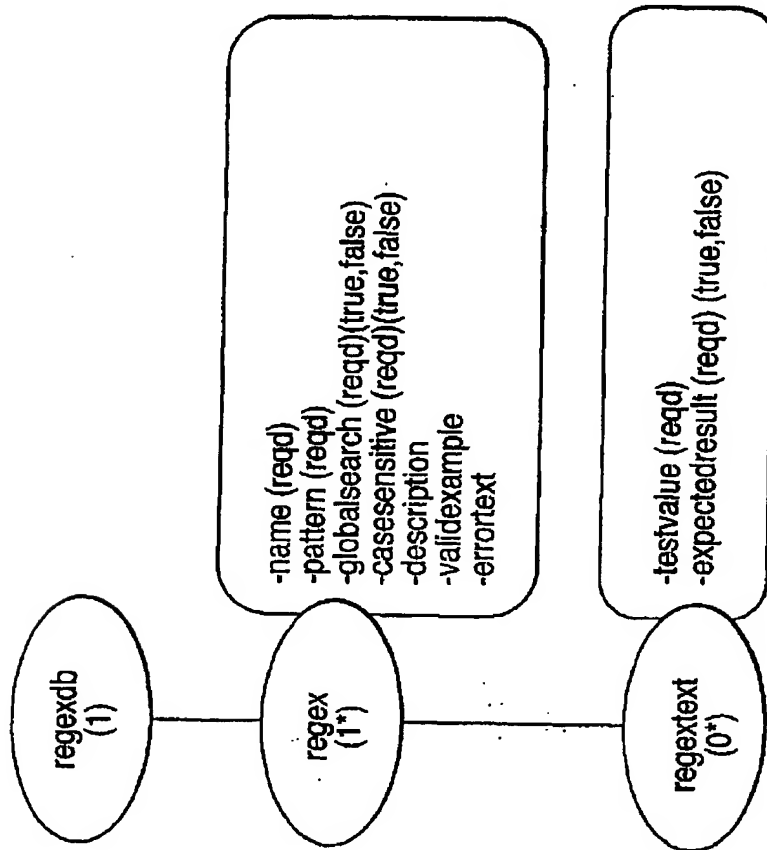 regexdb
(1)
regex
(1*)
-name (reqd)
-pattern (reqd)
-globalsearch (reqd)(true,false)
-casesensitive (reqd)(true,false)
-description
-validexample
-errortext
regextext
(0*)
-testvalue (reqd)
-expectedresult (reqd) (true,false)